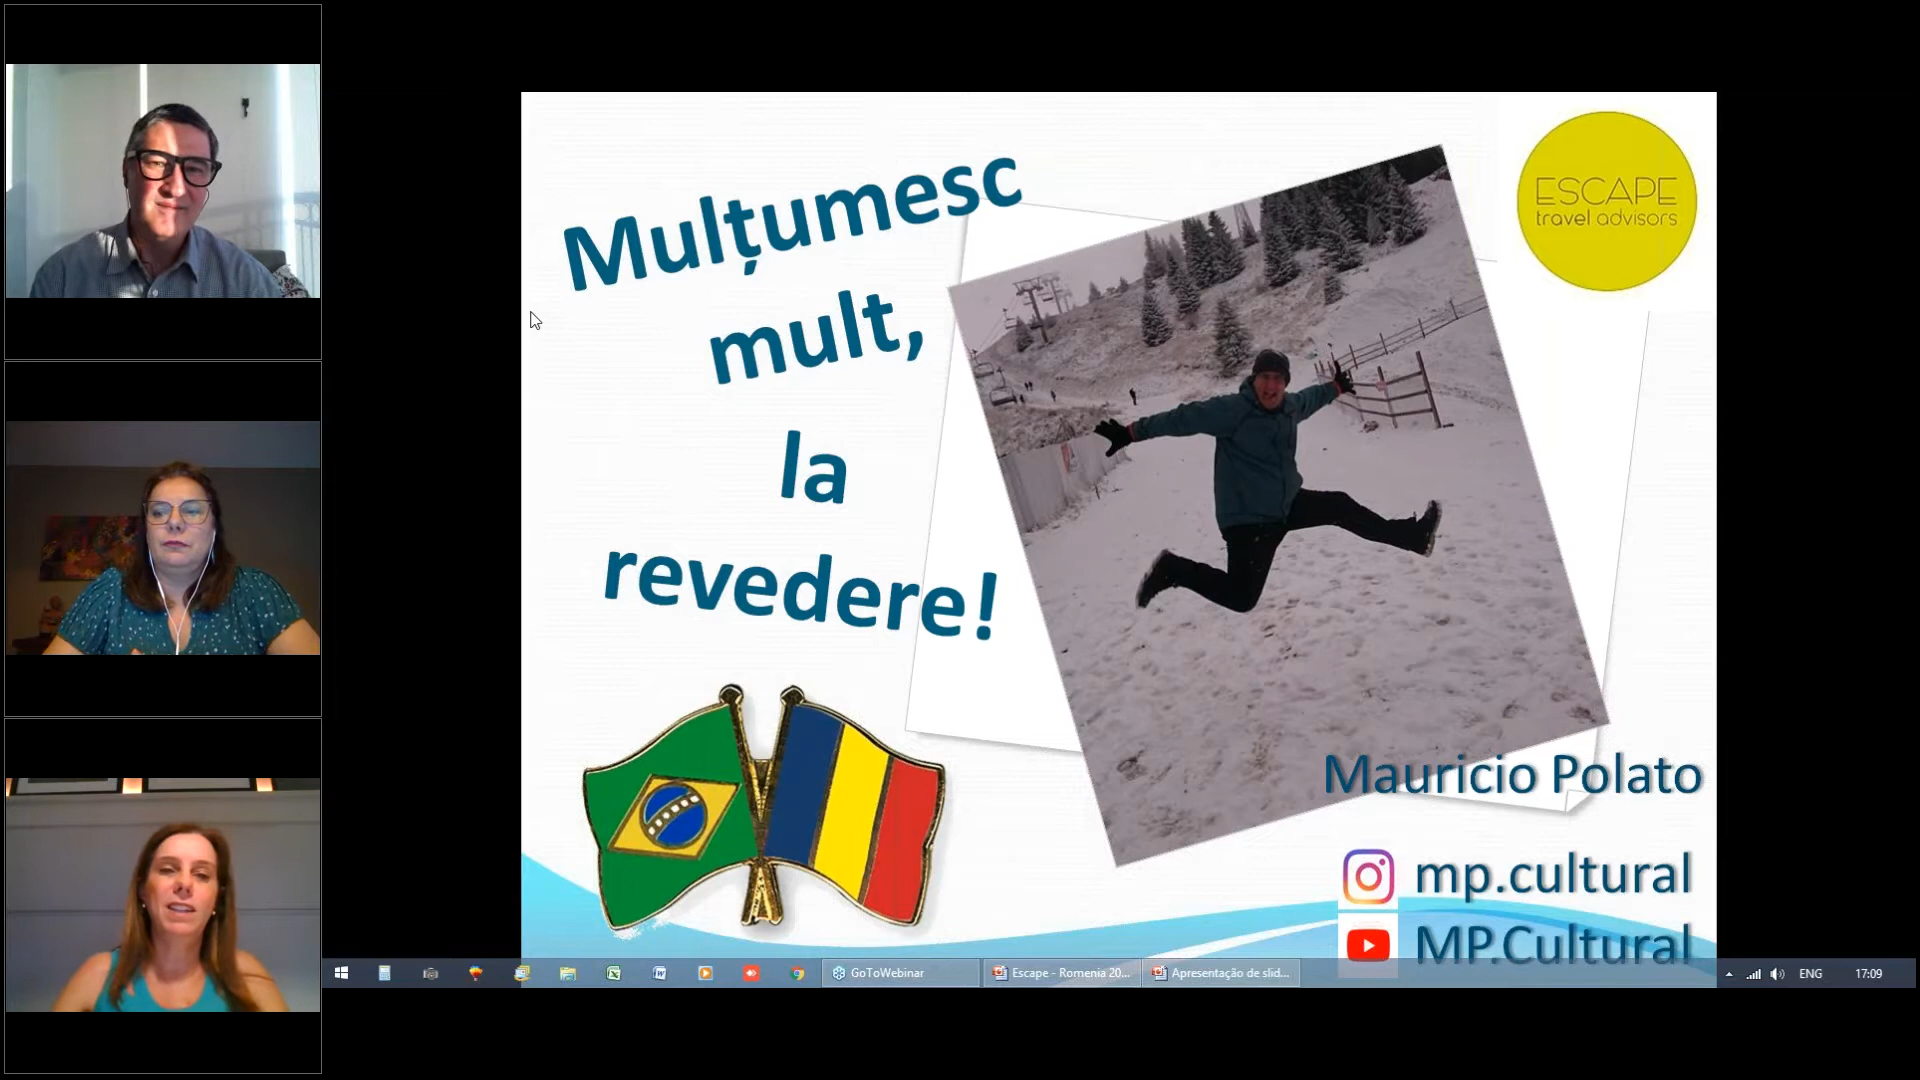 Mulțumesc
mult,
la
revedere!
ESCAPE
travel advisors
Mauricio Polato
mp.cultural
MP.Cultural
GoToWebinar
Escape - Romenia 20...
Apresentação de slid...
ENG
17:09